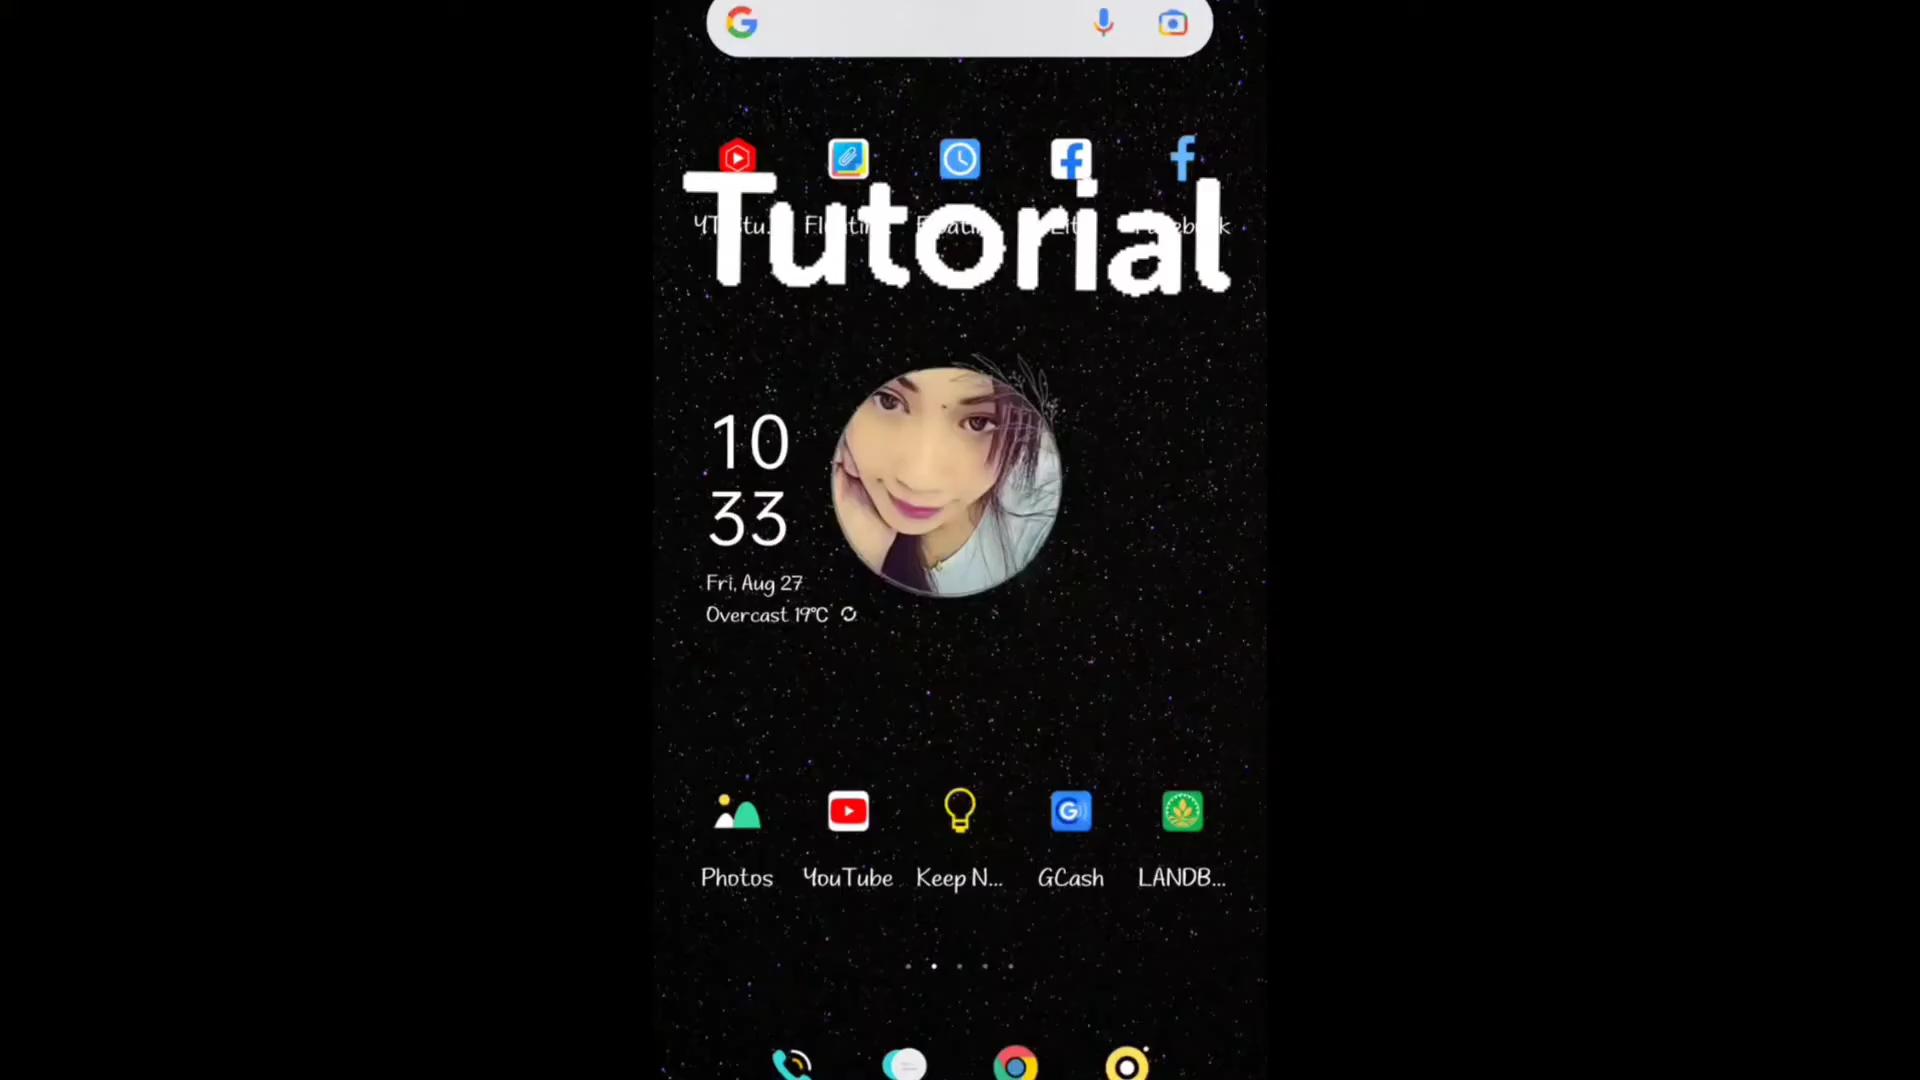 Tutorial
10
33
Fri, Aug 27
Overcast 19°C
Photos YouTube Keep N... GCash LANDB...